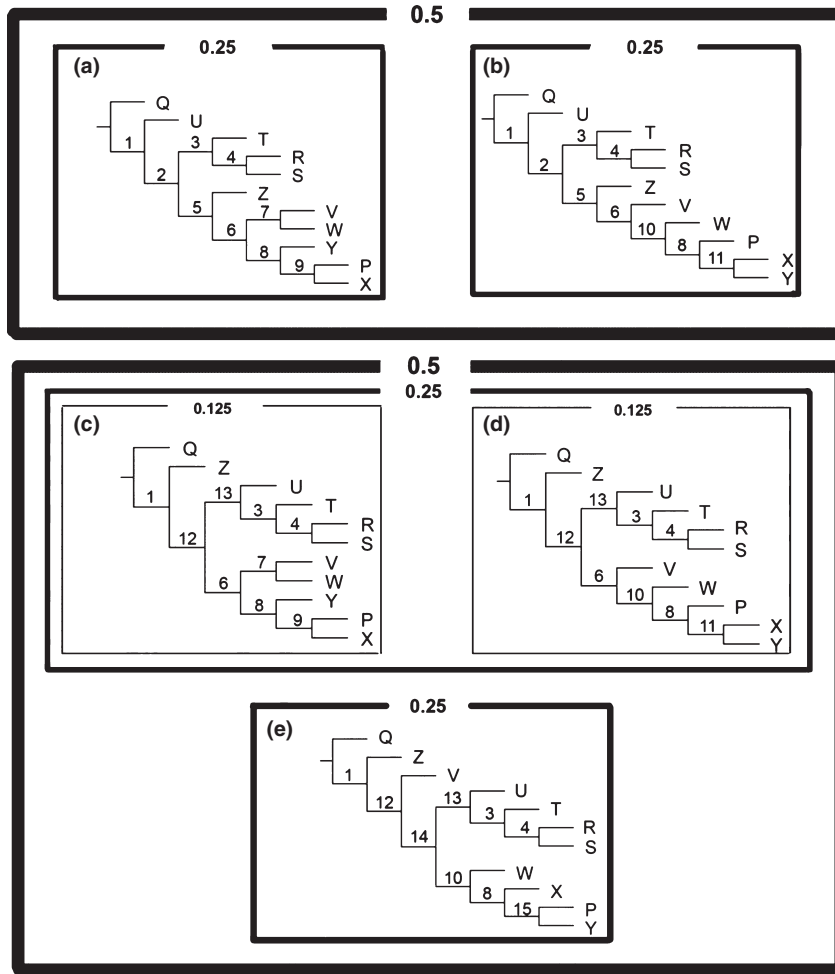 0.5
0.25
(a)
Q
U
1
3
T
4
R
S
2
Z
5
7
V
W
6
Y
8
9
P
X
0.25
(b)
Q
U
1
3
T
4
R
S
2
Z
5
V
6
10
W
8
P
11
X
Y
0.5
0.25
0.125
(c)
Q
Z
1
13
U
3
T
4
R
S
12
7
V
W
6
Y
8
9
P
X
0.125
(d)
Q
Z
1
13
U
3
T
4
R
S
12
V
6
10
W
8
P
11
X
Y
0.25
(e)
Q
Z
1
V
12
13
U
3
T
4
R
S
14
W
10
8
X
15
P
Y